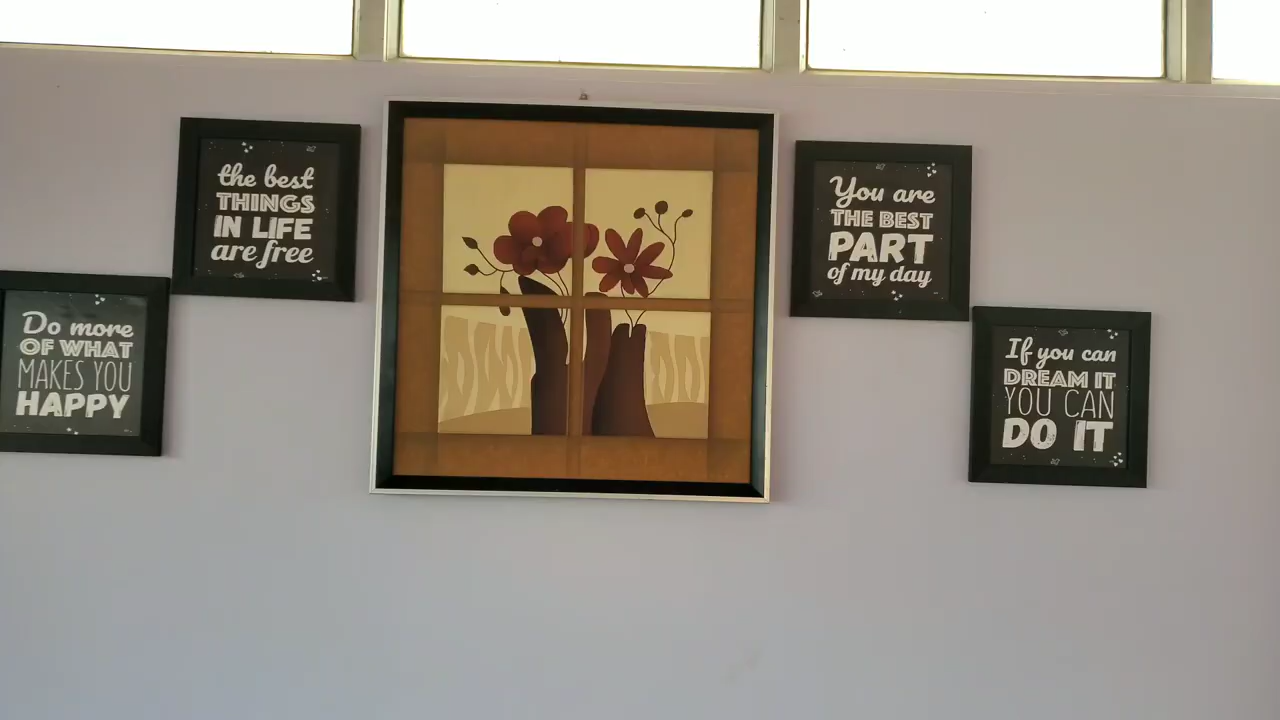 Do more
OF WHAT
MAKES YOU
HAPPY
the best
THINGS
IN LIFE
are free
You are
THE BEST
PART
of my day
If you can
DREAM IT
YOU CAN
DO IT